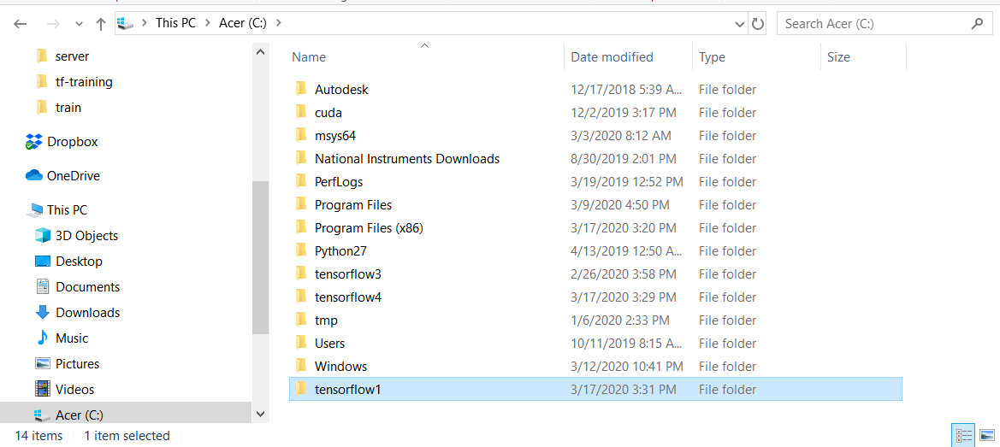 This PC > Acer (C:) >
Search Acer (C:)
server
tf-training
train
Dropbox
OneDrive
This PC
3D Objects
Desktop
Documents
Downloads
Music
Pictures
Videos
Acer (C:)
Name Date modified Type Size
Autodesk 12/17/2018 5:39 A... File folder
cuda 12/2/2019 3:17 PM File folder
msys64 3/3/2020 8:12 AM File folder
National Instruments Downloads 8/30/2019 2:01 PM File folder
PerfLogs 3/19/2019 12:52 PM File folder
Program Files 3/9/2020 4:50 PM File folder
Program Files (x86) 3/17/2020 3:20 PM File folder
Python27 4/13/2019 12:50 A... File folder
tensorflow3 2/26/2020 3:58 PM File folder
tensorflow4 3/17/2020 3:29 PM File folder
tmp 1/6/2020 2:33 PM File folder
Users 10/11/2019 8:15 A... File folder
Windows 3/12/2020 10:41 PM File folder
tensorflow1 3/17/2020 3:31 PM File folder
14 items 1 item selected